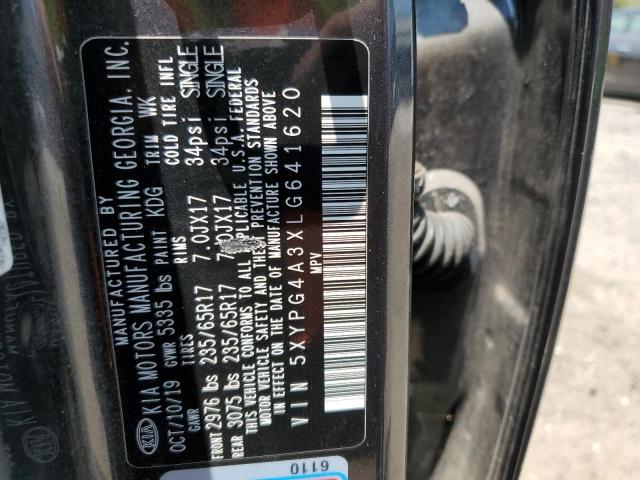 MANUFACTURED BY
KIA KIA MOTORS MANUFACTURING GEORGIA, INC.
OCT/10/19 GVWR 5335 lbs PAINT KDG TRIM WK
GAWR TIRES RIMS COLD TIRE INFL
FRONT 2976 lbs 235/65R17 7.0JX17 34psi SINGLE
REAR 3075 lbs 235/65R17 7.0JX17 34psi SINGLE
THIS VEHICLE CONFORMS TO ALL APPLICABLE U.S.A. FEDERAL
MOTOR VEHICLE SAFETY AND THEFT PREVENTION STANDARDS
IN EFFECT ON THE DATE OF MANUFACTURE SHOWN ABOVE
VIN 5XYPG4A3XLG641620
MPV
6110